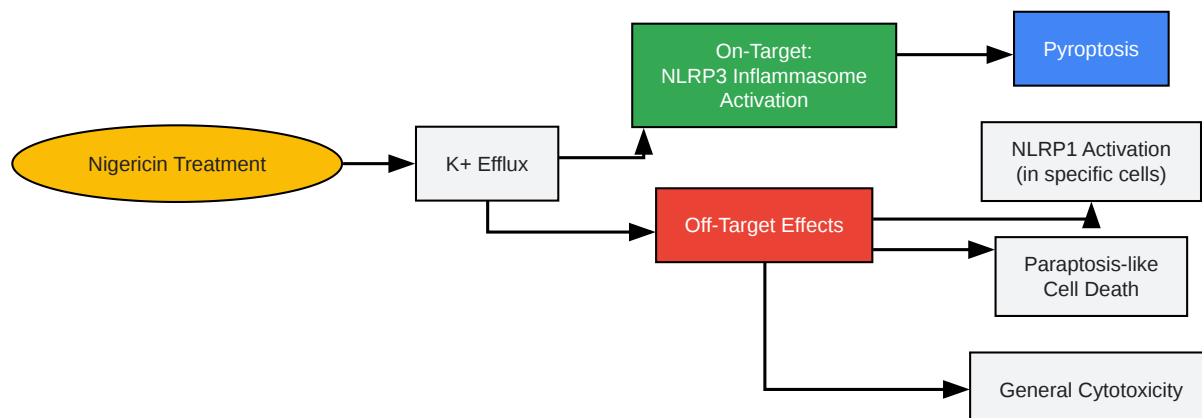 Nigericin Treatment
K+ Efflux
On-Target:
NLRP3 Inflammasome
Activation
Pyroptosis
Off-Target Effects
NLRP1 Activation
(in specific cells)
Paraptosis-like
Cell Death
General Cytotoxicity